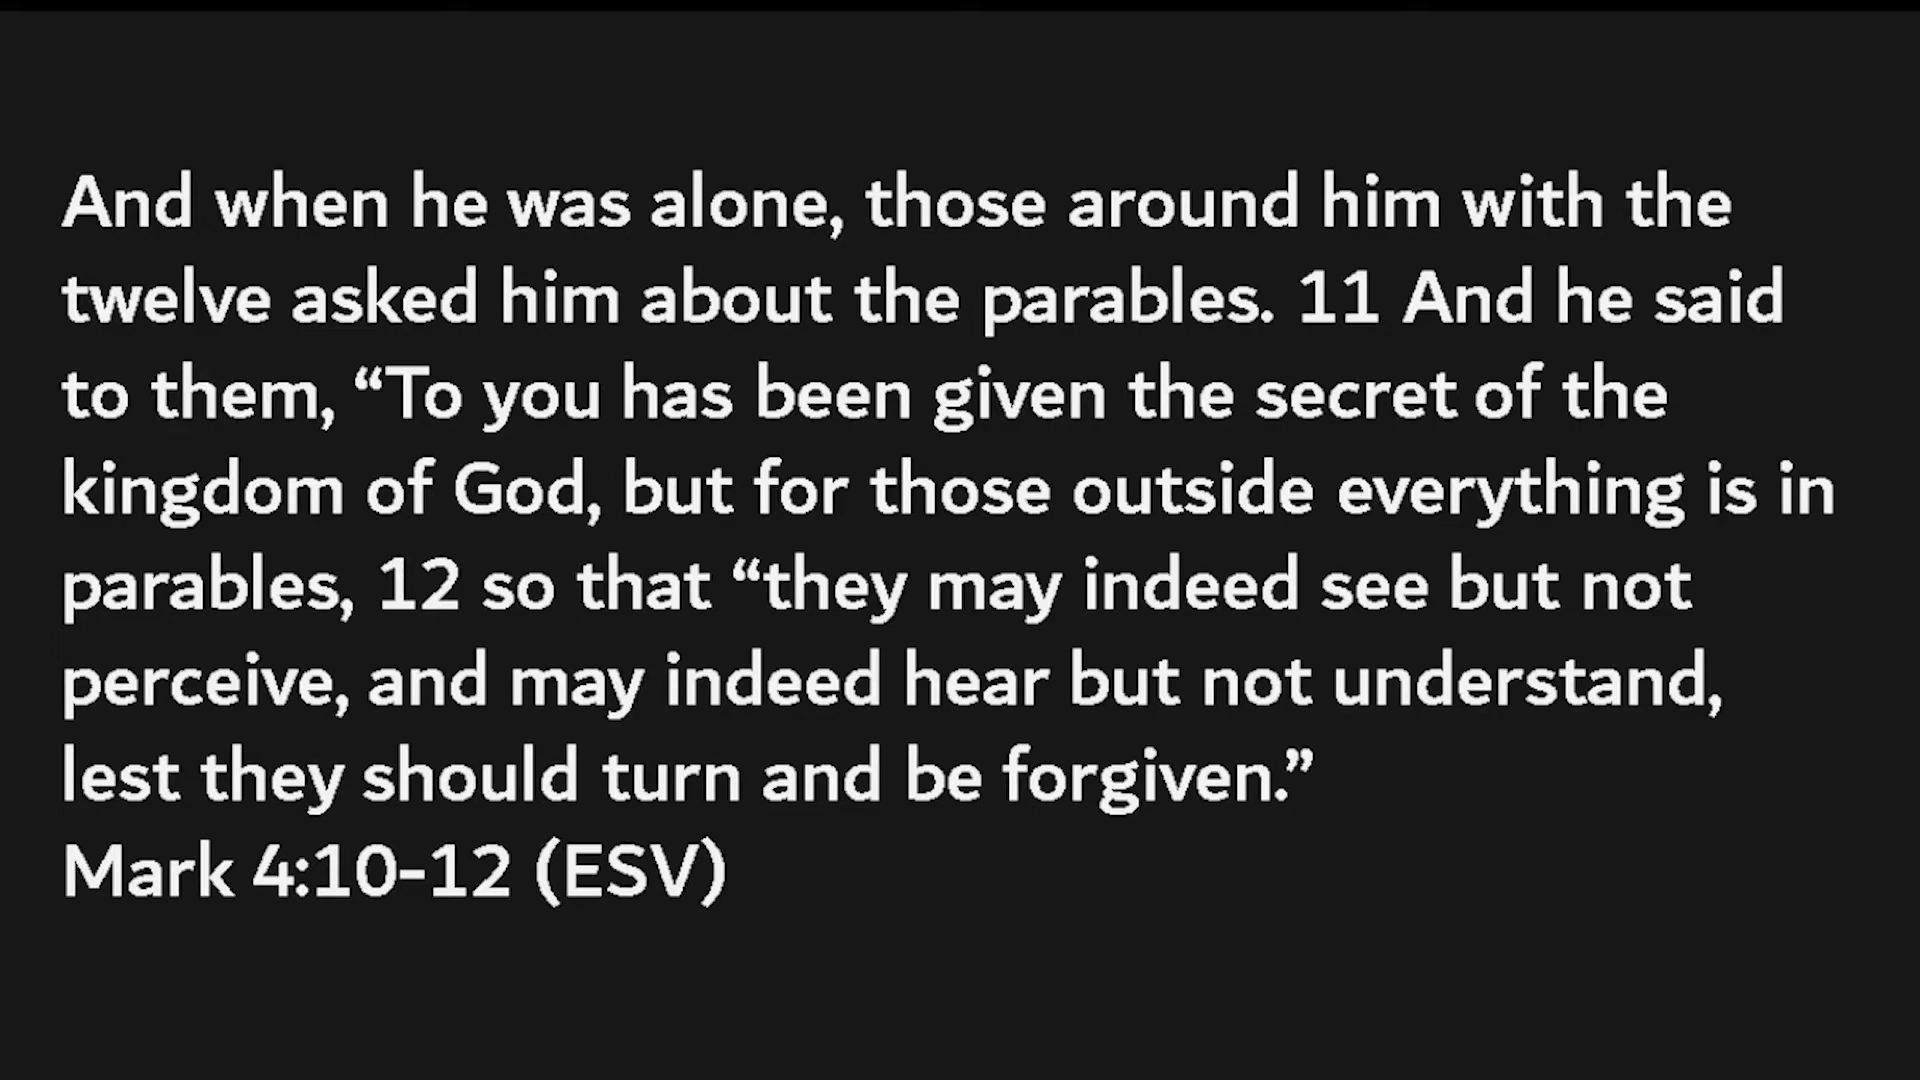 And when he was alone, those around him with the
twelve asked him about the parables. 11 And he said
to them, “To you has been given the secret of the
kingdom of God, but for those outside everything is in
parables, 12 so that “they may indeed see but not
perceive, and may indeed hear but not understand,
lest they should turn and be forgiven.”
Mark 4:10-12 (ESV)